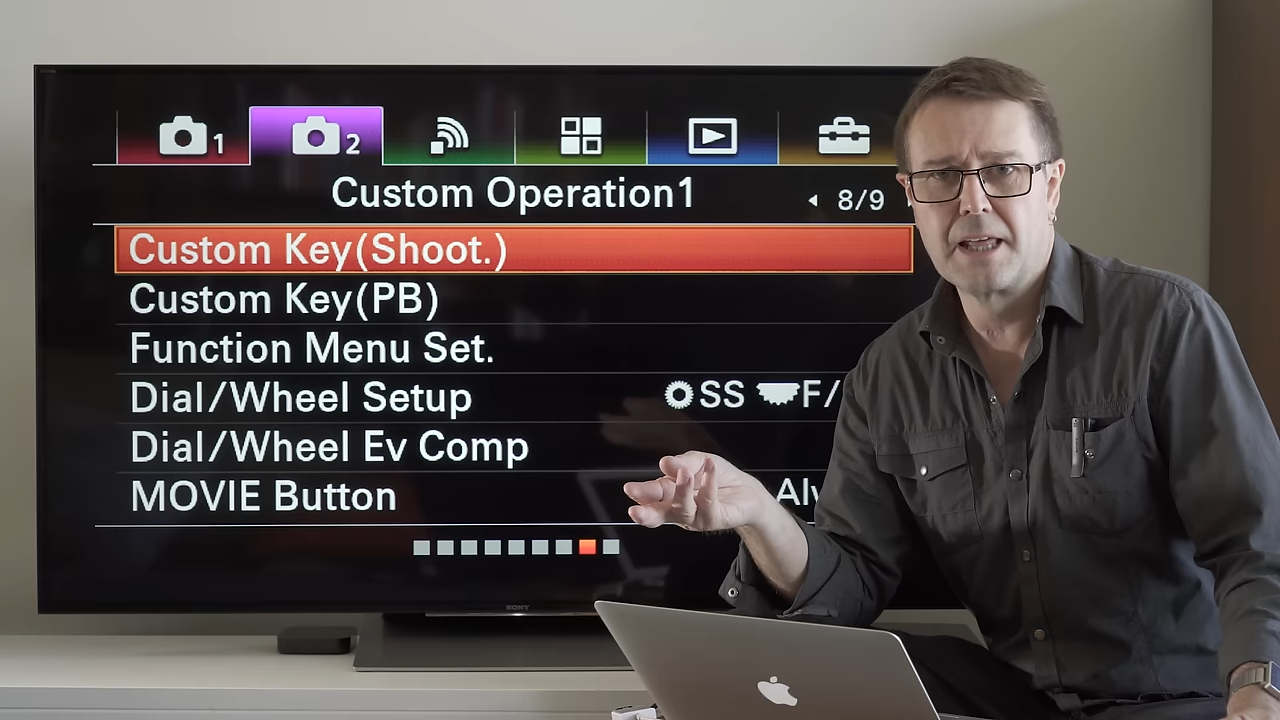 1
2
Custom Operation1
8/9
Custom Key(Shoot.)
Custom Key(PB)
Function Menu Set.
Dial/Wheel Setup SS F/
Dial/Wheel Ev Comp
MOVIE Button
SONY